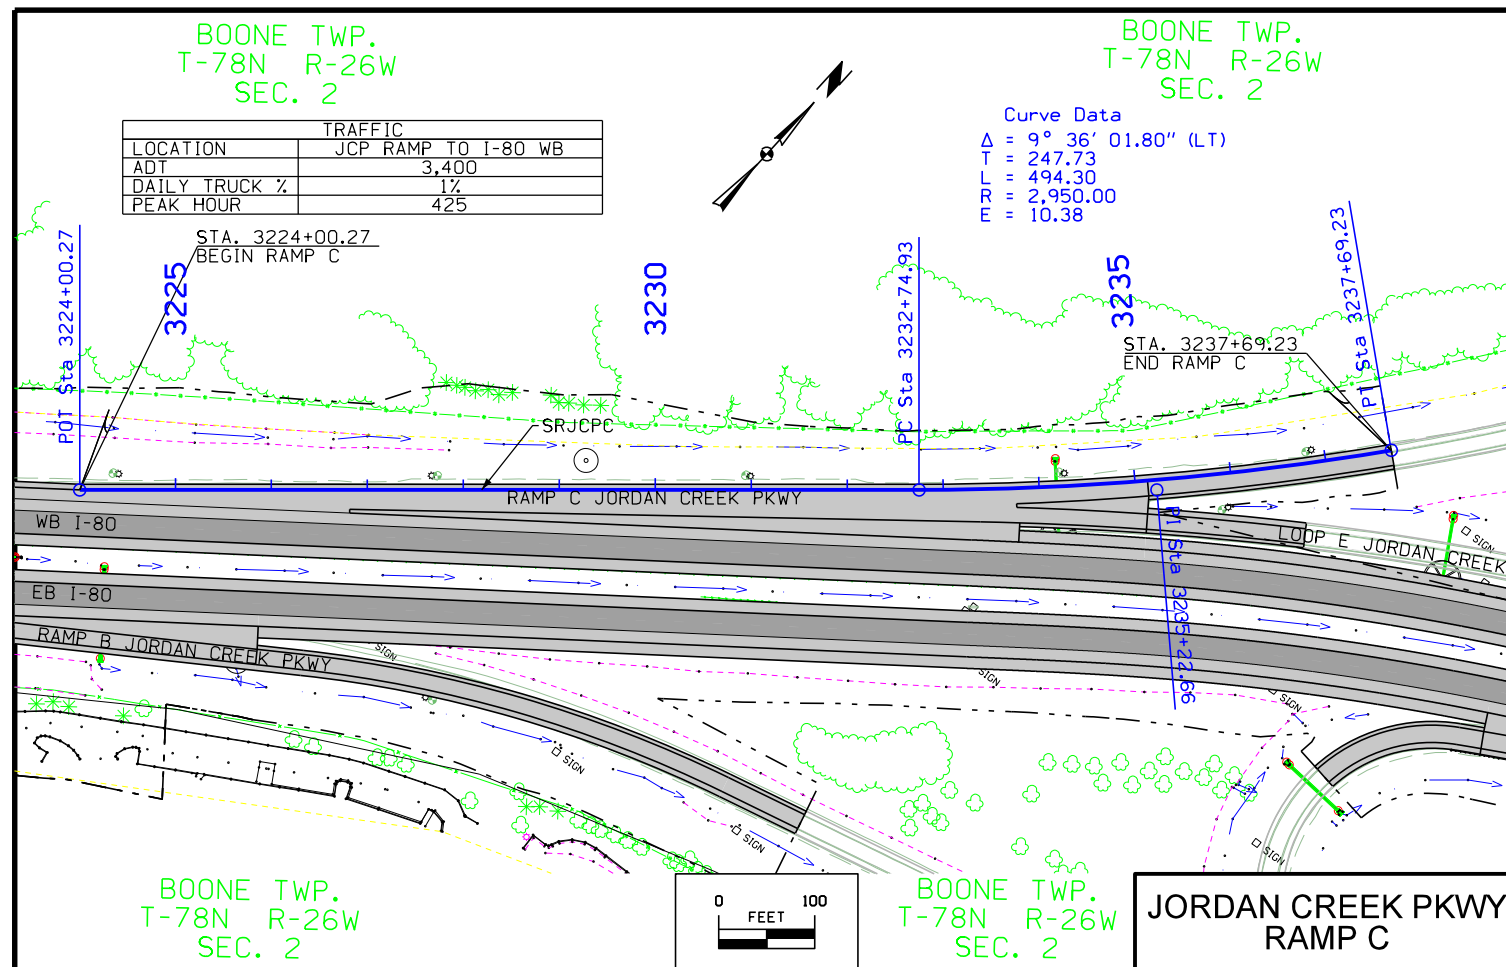 BOONE TWP.
T-78N R-26W
SEC. 2
BOONE TWP.
T-78N R-26W
SEC. 2
TRAFFIC
LOCATION JCP RAMP TO I-80 WB
ADT 3,400
DAILY TRUCK % 1%
PEAK HOUR 425
Curve Data
Δ = 9° 36' 01.80" (LT)
T = 247.73
L = 494.30
R = 2,950.00
E = 10.38
STA. 3224+00.27
BEGIN RAMP C
POT Sta 3224+00.27
3225
3230
PC Sta 3232+74.93
3235
STA. 3237+69.23
END RAMP C
PT Sta 3237+69.23
SRJCPC
RAMP C JORDAN CREEK PKWY
WB I-80
LOOP E JORDAN CREEK
SIGN
PI Sta 3235+22.66
EB I-80
RAMP B JORDAN CREEK PKWY
SIGN
SIGN
SIGN
SIGN
SIGN
SIGN
BOONE TWP.
T-78N R-26W
SEC. 2
0 100
FEET
BOONE TWP.
T-78N R-26W
SEC. 2
JORDAN CREEK PKWY
RAMP C